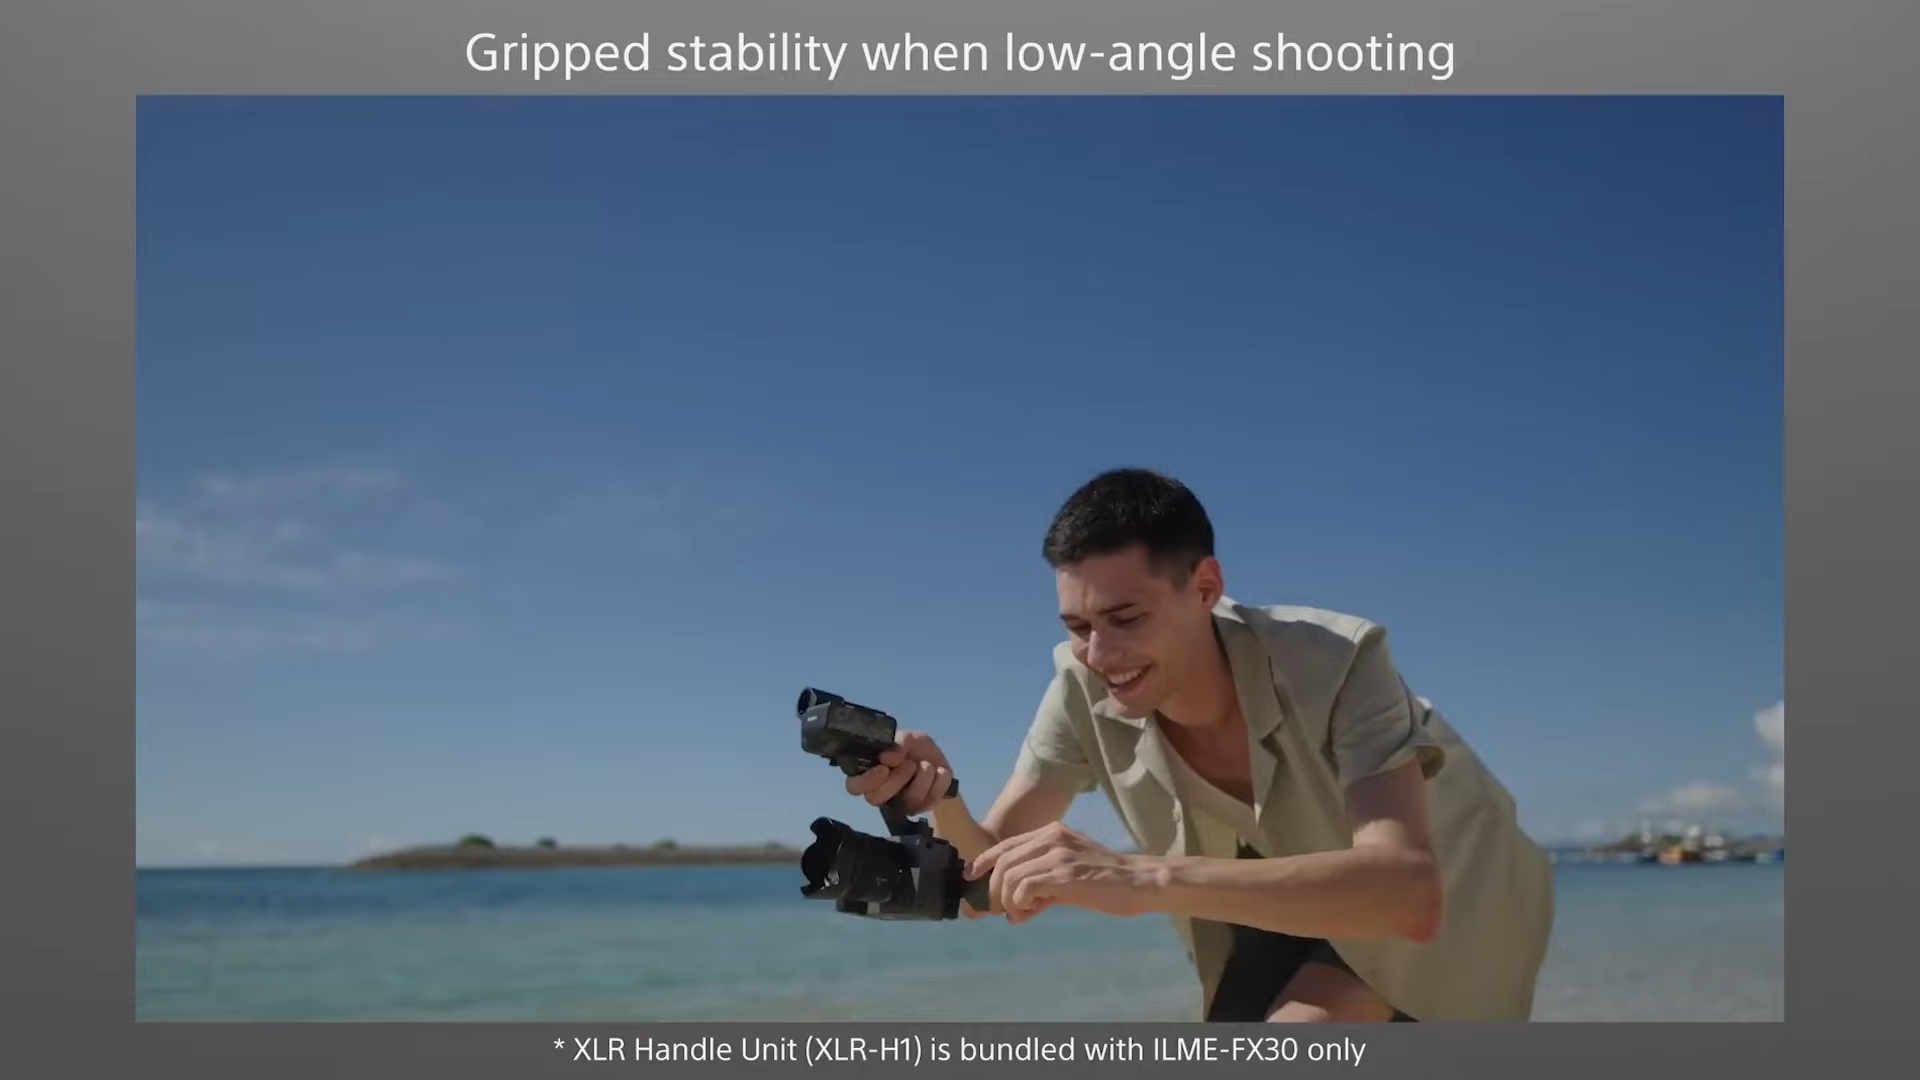 Gripped stability when low-angle shooting
* XLR Handle Unit (XLR-H1) is bundled with ILME-FX30 only